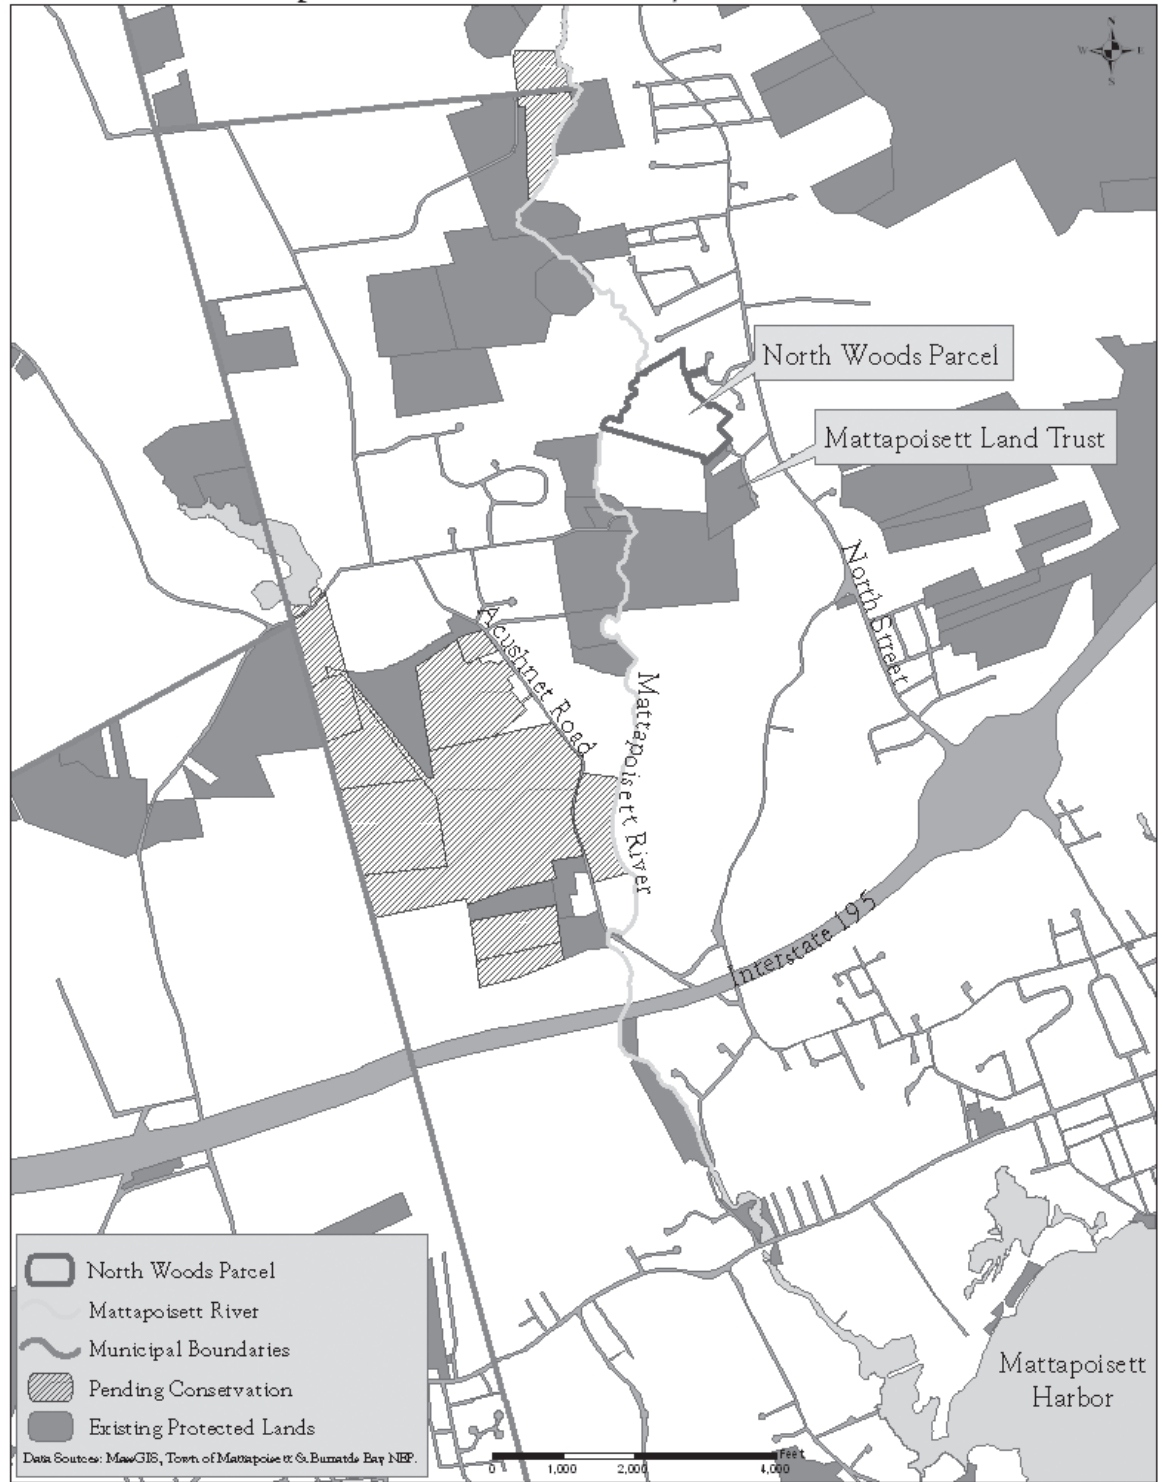 N
W E
S
North Woods Parcel
Mattapoisett Land Trust
North Street
Acushnet Road
Mattapoisett River
Interstate 195
North Woods Parcel
Mattapoisett River
Municipal Boundaries
Pending Conservation
Existing Protected Lands
Data Sources: MassGIS, Town of Mattapoisett & Buzzards Bay NEP.
Mattapoisett
Harbor
Feet
0 1,000 2,000 4,000